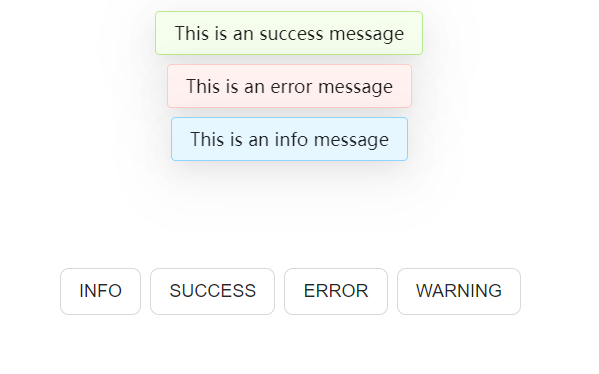 This is an success message
This is an error message
This is an info message
INFO SUCCESS ERROR WARNING